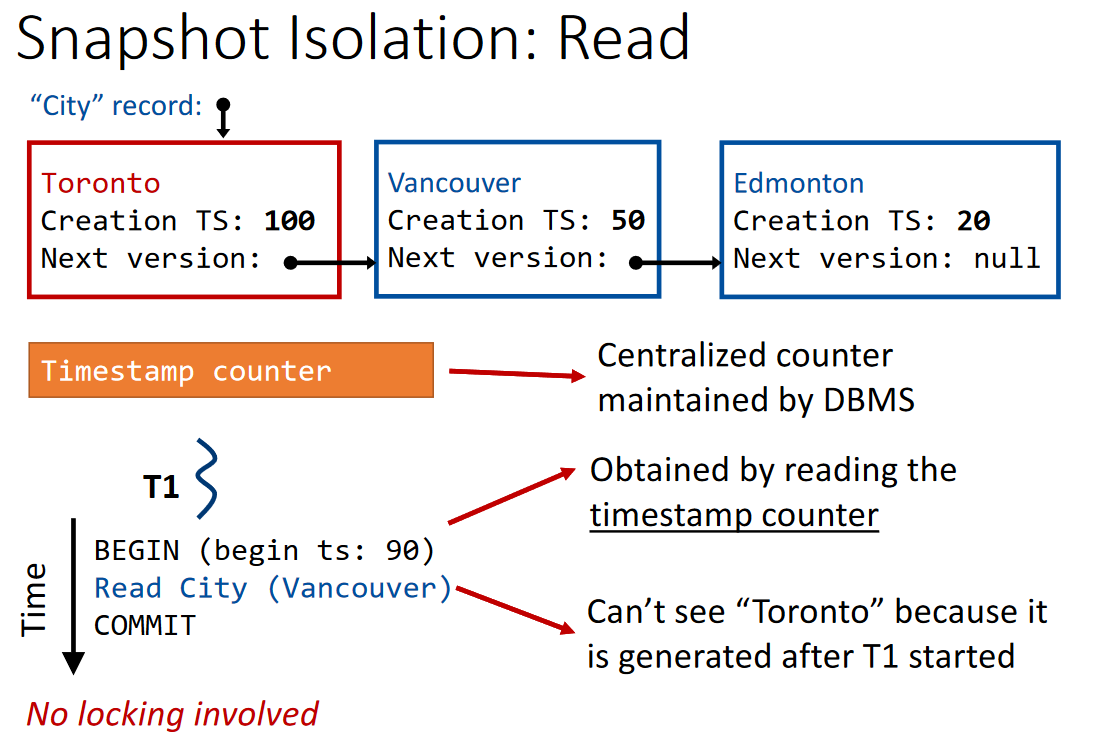 Snapshot Isolation: Read
“City” record:
Toronto
Creation TS: 100
Next version:
Vancouver
Creation TS: 50
Next version:
Edmonton
Creation TS: 20
Next version: null
Timestamp counter
Centralized counter
maintained by DBMS
T1
Obtained by reading the
timestamp counter
Time
BEGIN (begin ts: 90)
Read City (Vancouver)
COMMIT
Can’t see “Toronto” because it
is generated after T1 started
No locking involved